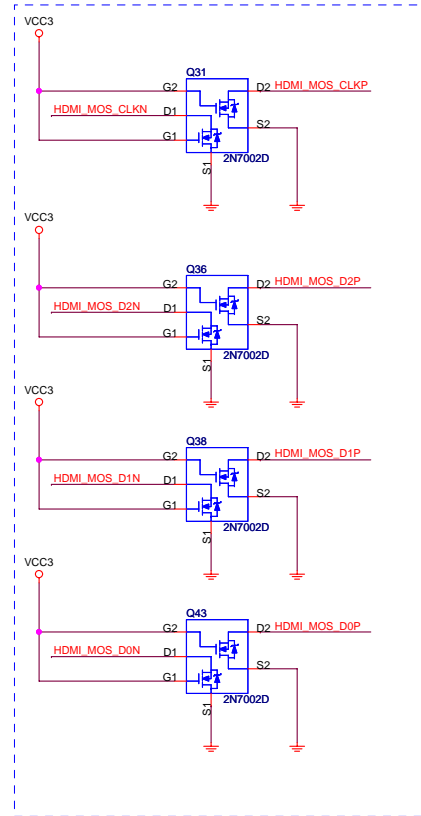 VCC3
Q31
G2
D2 HDMI_MOS_CLKP
HDMI_MOS_CLKN D1
S2
G1
2N7002D
S1
VCC3
Q36
G2
D2 HDMI_MOS_D2P
HDMI_MOS_D2N D1
S2
G1
2N7002D
S1
VCC3
Q38
G2
D2 HDMI_MOS_D1P
HDMI_MOS_D1N D1
S2
G1
2N7002D
S1
VCC3
Q43
G2
D2 HDMI_MOS_D0P
HDMI_MOS_D0N D1
S2
G1
2N7002D
S1